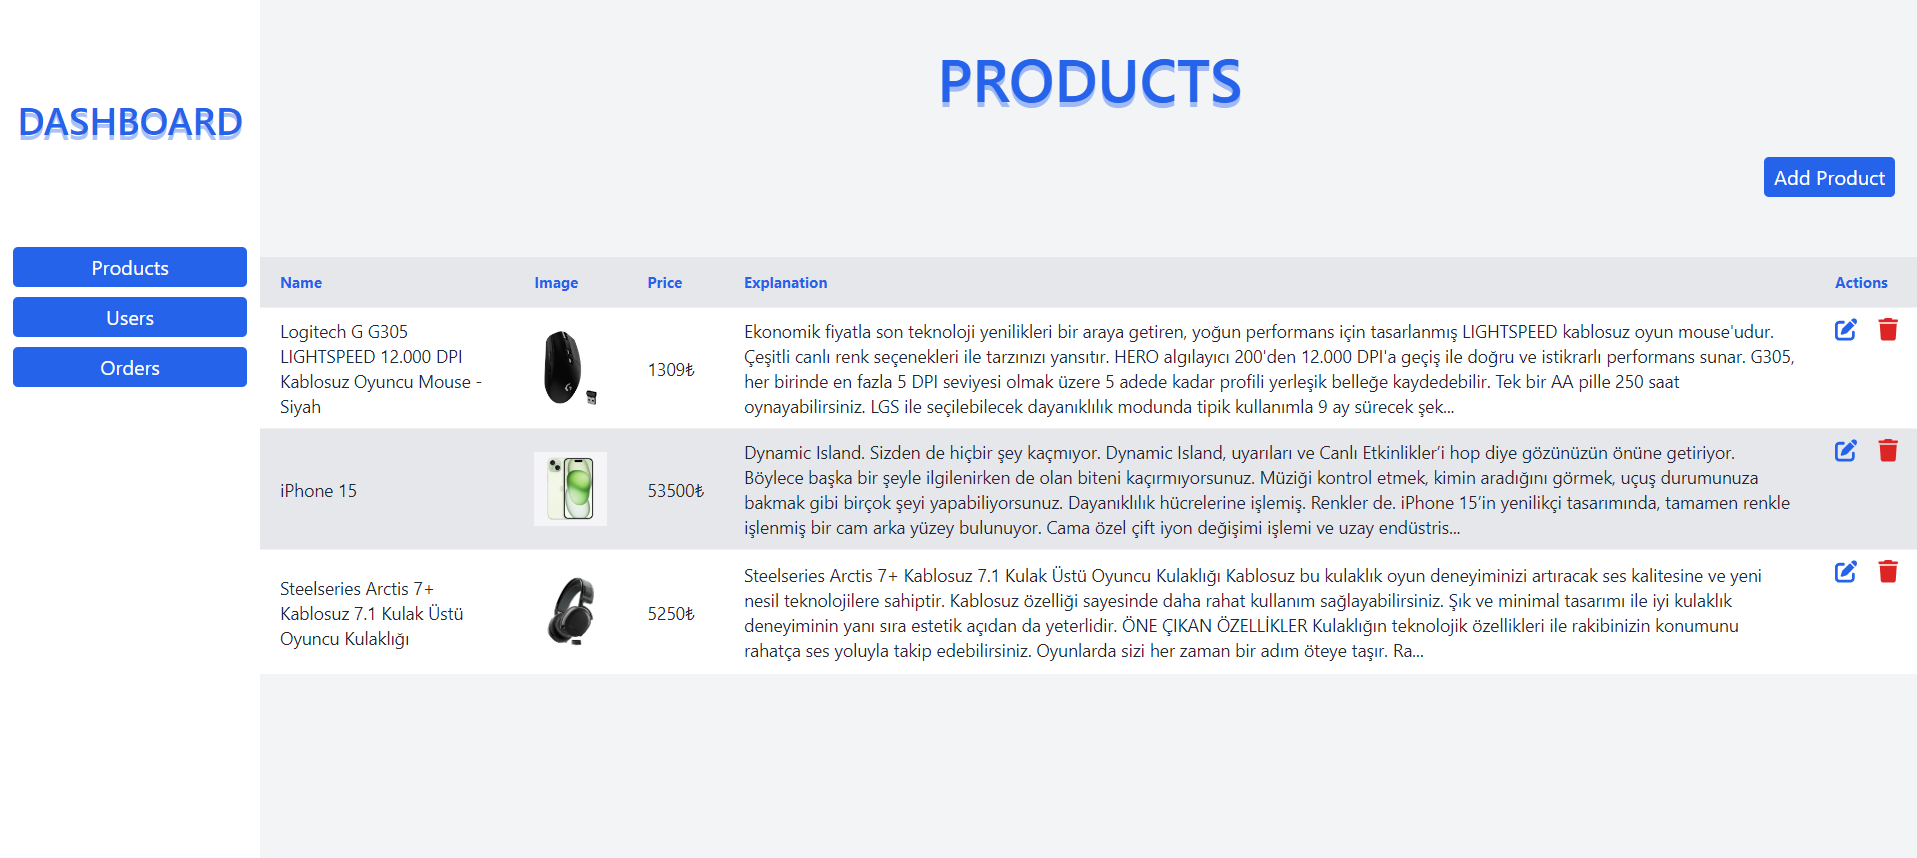 DASHBOARD
Products
Users
Orders
PRODUCTS
Add Product
Name Image Price Explanation Actions
Logitech G G305
LIGHTSPEED 12.000 DPI
Kablosuz Oyuncu Mouse -
Siyah
1309₺
Ekonomik fiyatla son teknoloji yenilikleri bir araya getiren, yoğun performans için tasarlanmış LIGHTSPEED kablosuz oyun mouse'udur.
Çeşitli canlı renk seçenekleri ile tarzınızı yansıtır. HERO algılayıcı 200'den 12.000 DPI'a geçiş ile doğru ve istikrarlı performans sunar. G305,
her birinde en fazla 5 DPI seviyesi olmak üzere 5 adede kadar profili yerleşik belleğe kaydedebilir. Tek bir AA pille 250 saat
oynayabilirsiniz. LGS ile seçilebilecek dayanıklılık modunda tipik kullanımla 9 ay sürecek şek...
iPhone 15
53500₺
Dynamic Island. Sizden de hiçbir şey kaçmıyor. Dynamic Island, uyarıları ve Canlı Etkinlikler’i hop diye gözünüzün önüne getiriyor.
Böylece başka bir şeyle ilgilenirken de olan biteni kaçırmıyorsunuz. Müziği kontrol etmek, kimin aradığını görmek, uçuş durumunuza
bakmak gibi birçok şeyi yapabiliyorsunuz. Dayanıklılık hücrelerine işlemiş. Renkler de. iPhone 15’in yenilikçi tasarımında, tamamen renkle
işlenmiş bir cam arka yüzey bulunuyor. Cama özel çift iyon değişimi işlemi ve uzay endüstris...
Steelseries Arctis 7+
Kablosuz 7.1 Kulak Üstü
Oyuncu Kulaklığı
5250₺
Steelseries Arctis 7+ Kablosuz 7.1 Kulak Üstü Oyuncu Kulaklığı Kablosuz bu kulaklık oyun deneyiminizi artıracak ses kalitesine ve yeni
nesil teknolojilere sahiptir. Kablosuz özelliği sayesinde daha rahat kullanım sağlayabilirsiniz. Şık ve minimal tasarımı ile iyi kulaklık
deneyiminin yanı sıra estetik açıdan da yeterlidir. ÖNE ÇIKAN ÖZELLİKLER Kulaklığın teknolojik özellikleri ile rakibinizin konumunu
rahatça ses yoluyla takip edebilirsiniz. Oyunlarda sizi her zaman bir adım öteye taşır. Ra...